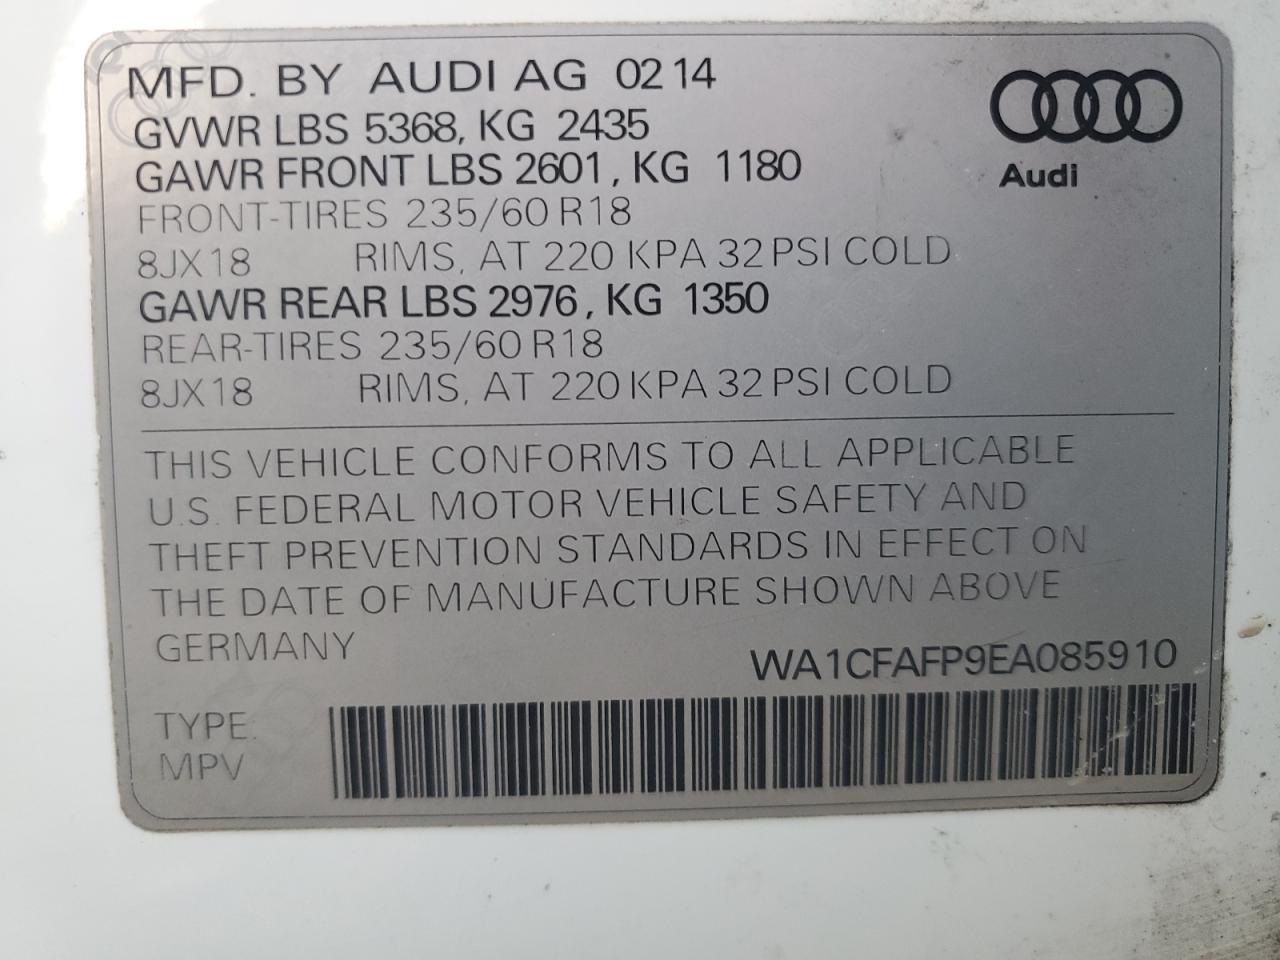 MFD. BY AUDI AG 0214
GVWR LBS 5368, KG 2435
GAWR FRONT LBS 2601, KG 1180
FRONT-TIRES 235/60 R18
8JX18 RIMS, AT 220 KPA 32 PSI COLD
GAWR REAR LBS 2976, KG 1350
REAR-TIRES 235/60 R18
8JX18 RIMS, AT 220 KPA 32 PSI COLD
Audi
THIS VEHICLE CONFORMS TO ALL APPLICABLE
U.S. FEDERAL MOTOR VEHICLE SAFETY AND
THEFT PREVENTION STANDARDS IN EFFECT ON
THE DATE OF MANUFACTURE SHOWN ABOVE
GERMANY
WA1CFAFP9EA085910
TYPE:
MPV